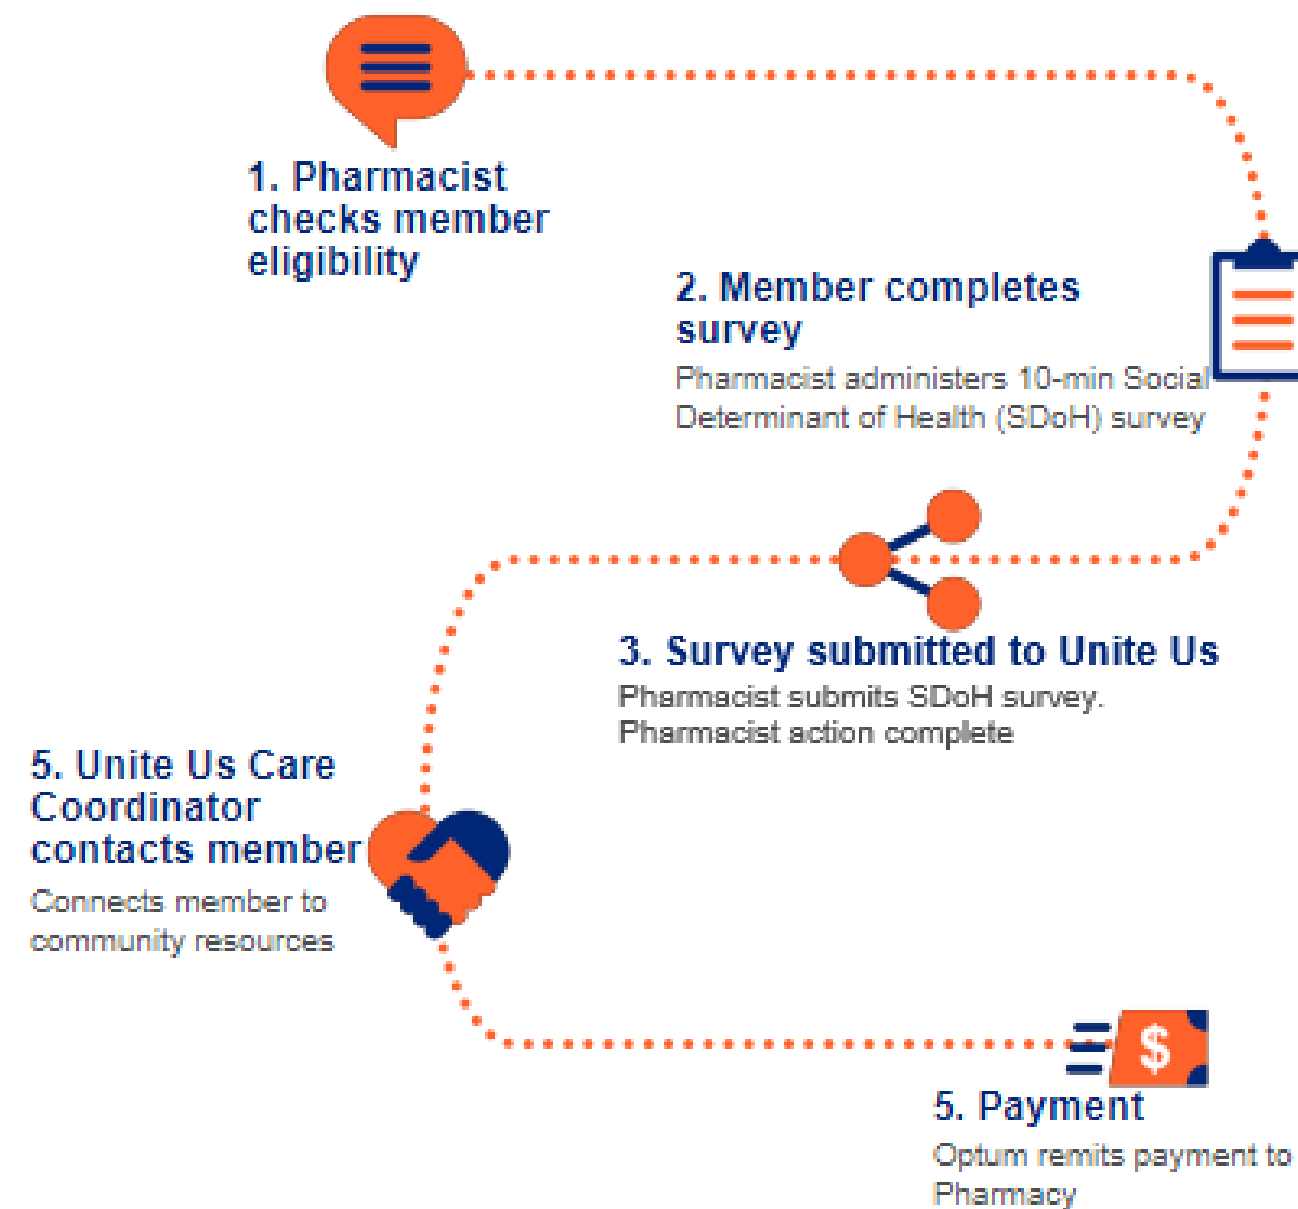 1. Pharmacist
checks member
eligibility
2. Member completes
survey
Pharmacist administers 10-min Social
Determinant of Health (SDoH) survey
3. Survey submitted to Unite Us
Pharmacist submits SDoH survey.
Pharmacist action complete
5. Unite Us Care
Coordinator
contacts member
Connects member to
community resources
$
5. Payment
Optum remits payment to
Pharmacy